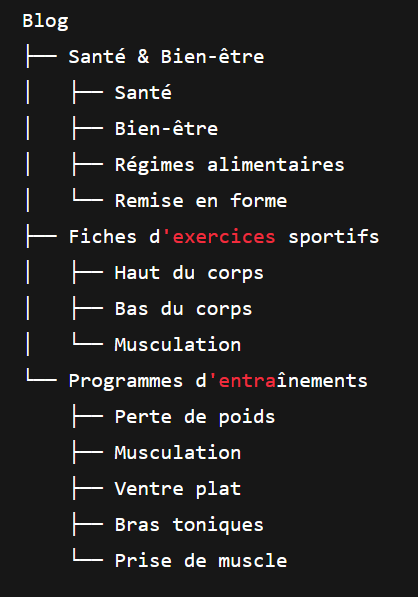 Blog
├── Santé & Bien-être
│   ├── Santé
│   ├── Bien-être
│   ├── Régimes alimentaires
│   └── Remise en forme
├── Fiches d'exercices sportifs
│   ├── Haut du corps
│   ├── Bas du corps
│   └── Musculation
└── Programmes d'entraînements
    ├── Perte de poids
    ├── Musculation
    ├── Ventre plat
    ├── Bras toniques
    └── Prise de muscle